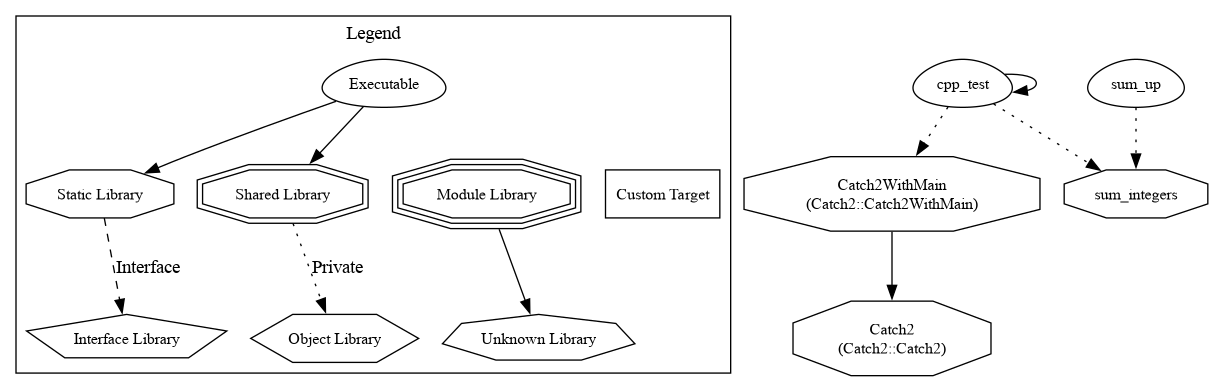 Legend
Executable
Static Library
Shared Library
Module Library
Custom Target
Interface
Private
Interface Library
Object Library
Unknown Library
cpp_test
sum_up
Catch2WithMain
(Catch2::Catch2WithMain)
sum_integers
Catch2
(Catch2::Catch2)